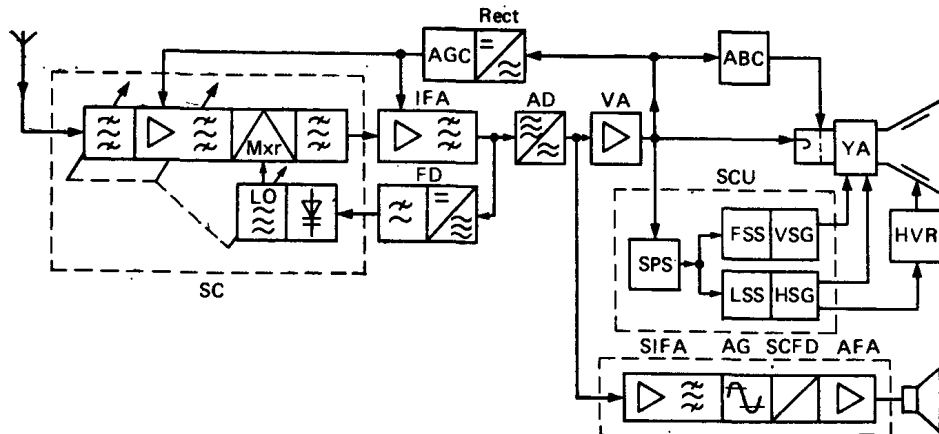 Rect
AGC
ABC
IFA
AD
VA
Mxr
YA
FD
SCU
LO
FSS
VSG
HVR
SPS
SC
LSS
HSG
SIFA
AG
SCFD
AFA